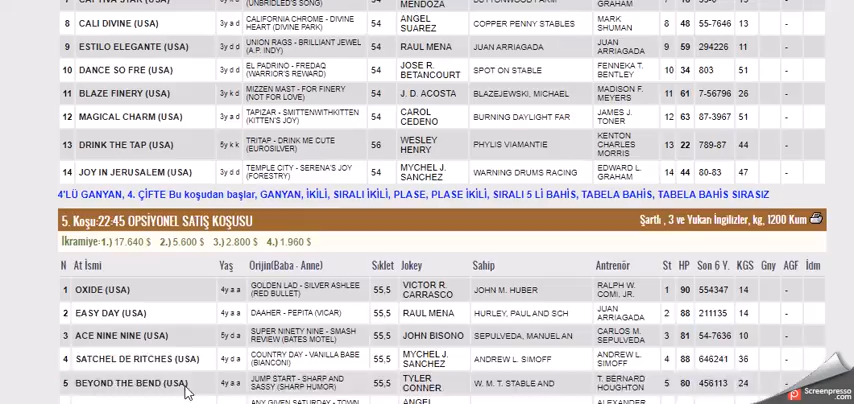 CAPTIVA STAR (USA) (UNBRIDLED'S SONG) MENDOZA GRAHAM
8 CALI DIVINE (USA) 3y a d CALIFORNIA CHROME - DIVINE HEART (DIVINE PARK) 54 ANGEL SUAREZ COPPER PENNY STABLES MARK SHUMAN 8 48 55-7646 13 -
9 ESTILO ELEGANTE (USA) 3y d d UNION RAGS - BRILLIANT JEWEL (A.P. INDY) 54 RAUL MENA JUAN ARRIAGADA JUAN ARRIAGADA 9 59 294226 11 -
10 DANCE SO FRE (USA) 3y d d EL PADRINO - FREDAQ (WARRIOR'S REWARD) 54 JOSE R. BETANCOURT SPOT ON STABLE FENNEKA T. BENTLEY 10 34 803 51 -
11 BLAZE FINERY (USA) 3y k d MIZZEN MAST - FOR FINERY (NOT FOR LOVE) 54 J. D. ACOSTA BLAZEJEWSKI, MICHAEL MADISON F. MEYERS 11 61 7-56796 26 -
12 MAGICAL CHARM (USA) 3y a d TAPIZAR - SMITTENWITHKITTEN (KITTEN'S JOY) 54 CAROL CEDENO BURNING DAYLIGHT FAR JAMES J. TONER 12 63 87-3967 51 -
13 DRINK THE TAP (USA) 5y k k TRITAP - DRINK ME CUTE (EUROSILVER) 56 WESLEY HENRY PHYLIS VIAMANTIE KENTON CHARLES MORRIS 13 22 789-87 44 -
14 JOY IN JERUSALEM (USA) 3y d d TEMPLE CITY - SERENA'S JOY (FORESTRY) 54 MYCHEL J. SANCHEZ WARNING DRUMS RACING EDWARD L. GRAHAM 14 44 80-83 47 -
4'LÜ GANYAN, 4. ÇİFTE Bu koşudan başlar, GANYAN, İKİLİ, SIRALI İKİLİ, PLASE, PLASE İKİLİ, SIRALI 5 Lİ BAHİS, TABELA BAHİS, TABELA BAHİS SIRASIZ
5. Koşu:22:45 OPSİYONEL SATIŞ KOŞUSU Şartlı , 3 ve Yukarı İngilizler, kg, 1200 Kum
İkramiye:1.) 17.640 $ 2.) 5.600 $ 3.) 2.800 $ 4.) 1.960 $
N At İsmi Yaş Orijin(Baba - Anne) Sıklet Jokey Sahip Antrenör St HP Son 6 Y. KGS Gny AGF İdm
1 OXIDE (USA) 4y a a GOLDEN LAD - SILVER ASHLEE (RED BULLET) 55,5 VICTOR R. CARRASCO JOHN M. HUBER RALPH W. COMI, JR. 1 90 554347 14 -
2 EASY DAY (USA) 4y a a DAAHER - PEPITA (VICAR) 55,5 RAUL MENA HURLEY, PAUL AND SCH JUAN ARRIAGADA 2 88 211135 14 -
3 ACE NINE NINE (USA) 5y d a SUPER NINETY NINE - SMASH REVIEW (BATES MOTEL) 55,5 JOHN BISONO SEPULVEDA, MANUEL AN CARLOS M. SEPULVEDA 3 81 54-7636 10 -
4 SATCHEL DE RITCHES (USA) 4y d a COUNTRY DAY - VANILLA BABE (BIANCONI) 55,5 MYCHEL J. SANCHEZ ANDREW L. SIMOFF ANDREW L. SIMOFF 4 88 646241 36 -
5 BEYOND THE BEND (USA) 4y a a JUMP START - SHARP AND SASSY (SHARP HUMOR) 55,5 TYLER CONNER W. M. T. STABLE AND T. BERNARD HOUGHTON 5 80 456113 24 -
ANY GIVEN SATURDAY - TOWN ANGEL ALEXANDER
Screenpresso.com